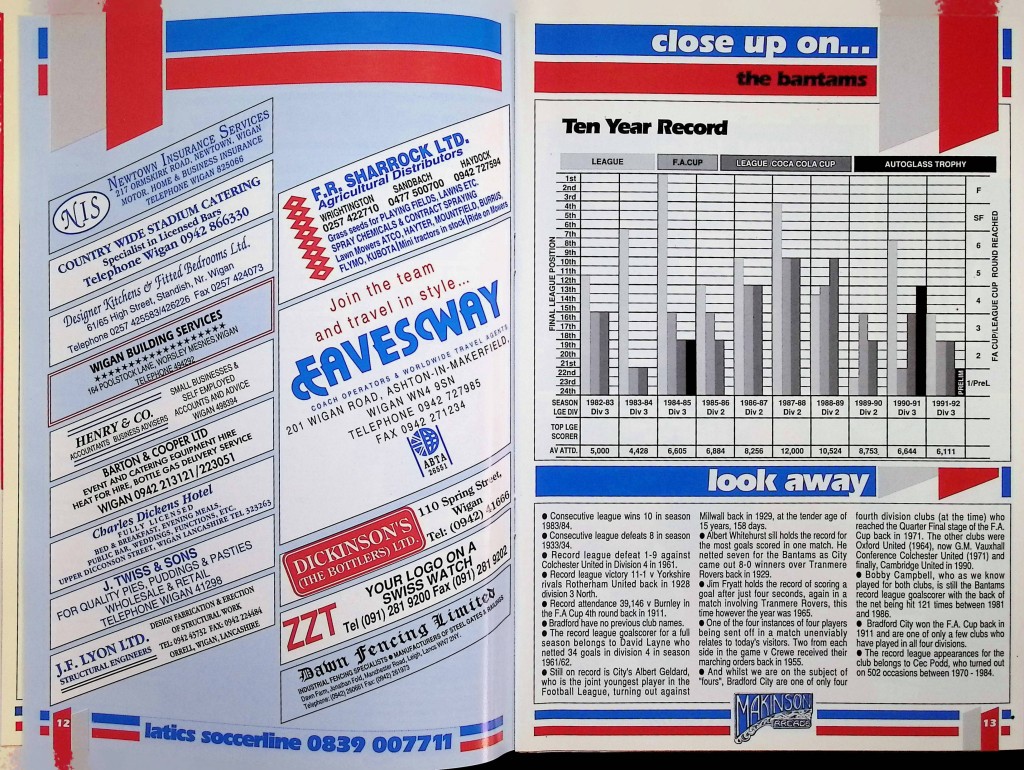 NIS
NEWTOWN INSURANCE SERVICES
217 ORMSKIRK ROAD, NEWTOWN, WIGAN
MOTOR, HOME & BUSINESS INSURANCE
TELEPHONE WIGAN 825066
COUNTRY WIDE STADIUM CATERING
Specialist in Licensed Bars
Telephone Wigan 0942 866330
Designer Kitchens & Fitted Bedrooms Ltd.
61/65 High Street, Standish, Nr. Wigan
Telephone 0257 425583/426226 Fax 0257 424073
WIGAN BUILDING SERVICES
164 POOLSTOCK LANE, WORSLEY MESNES, WIGAN
TELEPHONE 494292
HENRY & CO.
ACCOUNTANTS BUSINESS ADVISERS
SMALL BUSINESSES &
SELF EMPLOYED
ACCOUNTS AND ADVICE
WIGAN 498394
BARTON & COOPER LTD
EVENT AND CATERING EQUIPMENT HIRE
HEAT FOR HIRE, BOTTLE GAS DELIVERY SERVICE
WIGAN 0942 213121/223051
Charles Dickens Hotel
FULLY LICENSED
BED & BREAKFAST, EVENING MEALS,
PUBLIC BAR, WEDDINGS, FUNCTIONS, ETC.
UPPER DICCONSON STREET, WIGAN LANCASHIRE TEL 323263
J. TWISS & SONS
FOR QUALITY PIES, PUDDINGS & PASTIES
WHOLESALE & RETAIL
TELEPHONE WIGAN 41298
J.F. LYON LTD.
STRUCTURAL ENGINEERS
DESIGN FABRICATION & ERECTION
OF STRUCTURAL WORK
TEL: 0942 43752 FAX: 0942 224684
ORRELL, WIGAN, LANCASHIRE
F.R. SHARROCK LTD.
Agricultural Distributors
WRIGHTINGTON SANDBACH HAYDOCK
0257 422710 0477 500700 0942 727594
Grass seeds for PLAYING FIELDS, LAWNS ETC.
SPRAY CHEMICALS & CONTRACT SPRAYING
Lawn Mowers ATCO, HAYTER, MOUNTFIELD, BURRIS,
FLYMO, KUBOTA Mini tractors in stock Ride on Mowers
Join the team
and travel in style...
EAVESWAY
COACH OPERATORS & WORLDWIDE TRAVEL AGENTS
201 WIGAN ROAD, ASHTON-IN-MAKERFIELD,
WIGAN WN4 9SN
TELEPHONE 0942 727985
FAX 0942 271234
ABTA
26551
DICKINSON'S
(THE BOTTLERS) LTD.
110 Spring Street,
Wigan
Tel: (0942) 41666
ZZT
YOUR LOGO ON A
SWISS WATCH
Tel (091) 281 9200 Fax (091) 281 9202
Dawn Fencing Limited
INDUSTRIAL FENCING SPECIALISTS • MANUFACTURERS OF STEEL GATES & RAILING
Dawn Farm, Jonathan Fold, Manchester Road, Leigh, Lancs WN7 2NY.
Telephone: (0942) 260661 Fax: (0942) 261973
12
latics soccerline 0839 007711
close up on...
the bantams
Ten Year Record
LEAGUE F.A.CUP LEAGUE /COCA COLA CUP AUTOGLASS TROPHY
FINAL LEAGUE POSITION
1st
2nd
3rd
4th
5th
6th
7th
8th
9th
10th
11th
12th
13th
14th
15th
16th
17th
18th
19th
20th
21st
22nd
23rd
24th
F
SF
6
5
4
3
2
1/PreL
PRELIM
FA CUP/LEAGUE CUP ROUND REACHED
SEASON 1982-83 1983-84 1984-85 1985-86 1986-87 1987-88 1988-89 1989-90 1990-91 1991-92
LGE DIV Div 3 Div 3 Div 3 Div 2 Div 2 Div 2 Div 2 Div 2 Div 3 Div 3
TOP LGE
SCORER
AV ATTD. 5,000 4,428 6,605 6,884 8,256 12,000 10,524 8,753 6,644 6,111
look away
● Consecutive league wins 10 in season
1983/84.
● Consecutive league defeats 8 in season
1933/34.
● Record league defeat 1-9 against
Colchester United in Division 4 in 1961.
● Record league victory 11-1 v Yorkshire
rivals Rotherham United back in 1928
division 3 North.
● Record attendance 39,146 v Burnley in
the F.A Cup 4th round back in 1911.
● Bradford have no previous club names.
● The record league goalscorer for a full
season belongs to David Layne who
netted 34 goals in division 4 in season
1961/62.
● Still on record is City's Albert Geldard,
who is the joint youngest player in the
Football League, turning out against
Millwall back in 1929, at the tender age of
15 years, 158 days.
● Albert Whitehurst sill holds the record for
the most goals scored in one match. He
netted seven for the Bantams as City
came out 8-0 winners over Tranmere
Rovers back in 1929.
● Jim Fryatt holds the record of scoring a
goal after just four seconds, again in a
match involving Tranmere Rovers, this
time however the year was 1965.
● One of the four instances of four players
being sent off in a match unenviably
relates to today's visitors. Two from each
side in the game v Crewe received their
marching orders back in 1955.
● And whilst we are on the subject of
"fours", Bradford City are one of only four
fourth division clubs (at the time) who
reached the Quarter Final stage of the F.A.
Cup back in 1971. The other clubs were
Oxford United (1964), now G.M. Vauxhall
Conference Colchester United (1971) and
finally, Cambridge United in 1990.
● Bobby Campbell, who as we know
played for both clubs, is still the Bantams
record league goalscorer with the back of
the net being hit 121 times between 1981
and 1986.
● Bradford City won the F.A. Cup back in
1911 and are one of only a few clubs who
have played in all four divisions.
● The record league appearances for the
club belongs to Cec Podd, who turned out
on 502 occasions between 1970 - 1984.
MAKINSON
ARCADE
13